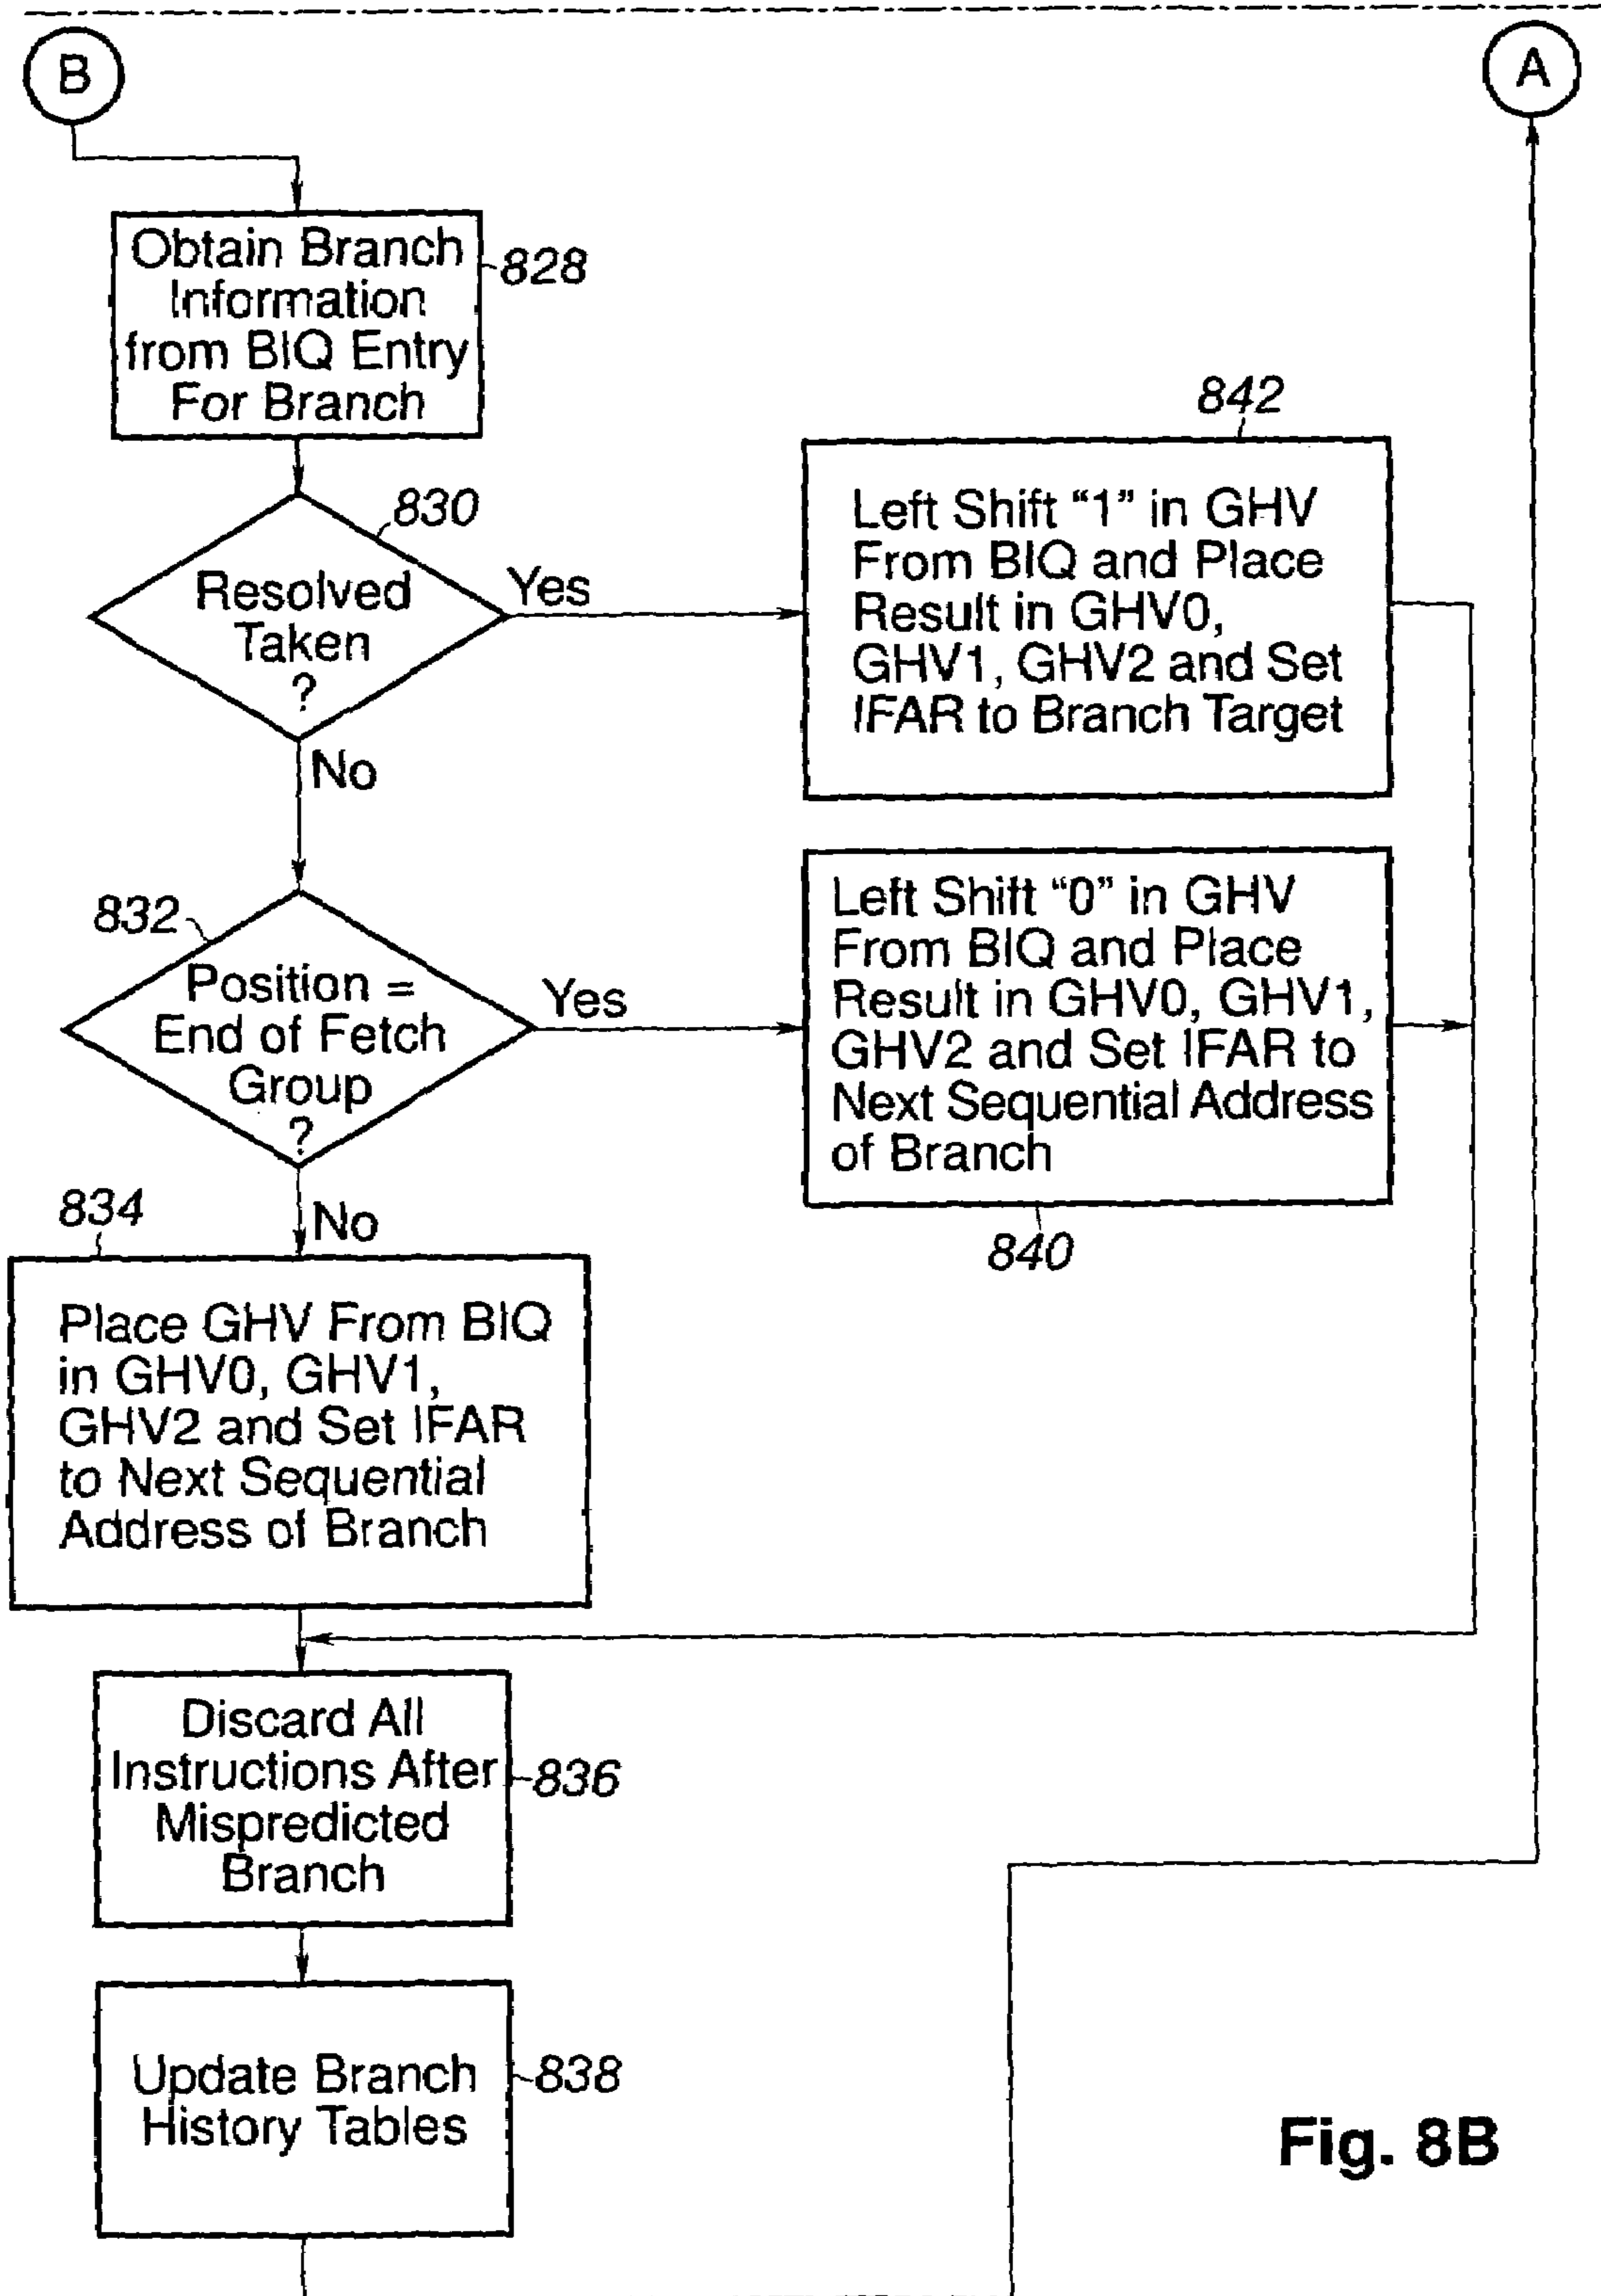 B
A
Obtain Branch
Information
from BIQ Entry
For Branch
828
830
Resolved
Taken
?
Yes
No
842
Left Shift “1” in GHV
From BIQ and Place
Result in GHV0,
GHV1, GHV2 and Set
IFAR to Branch Target
832
Position =
End of Fetch
Group
?
Yes
No
Left Shift “0” in GHV
From BIQ and Place
Result in GHV0, GHV1,
GHV2 and Set IFAR to
Next Sequential Address
of Branch
840
834
Place GHV From BIQ
in GHV0, GHV1,
GHV2 and Set IFAR
to Next Sequential
Address of Branch
Discard All
Instructions After
Mispredicted
Branch
836
Update Branch
History Tables
838
Fig. 8B